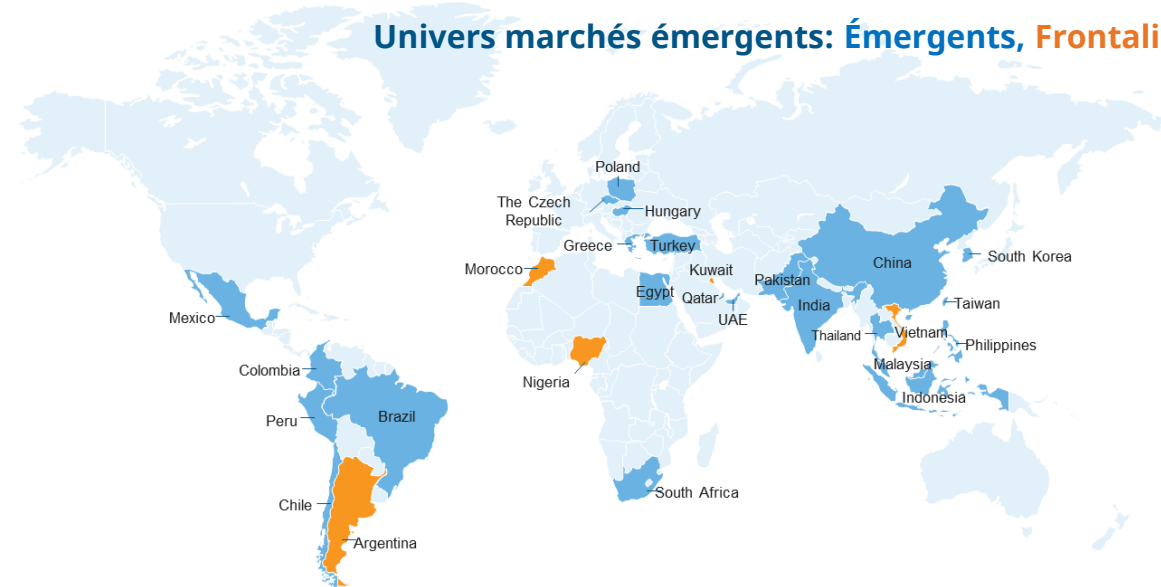 Univers marchés émergents: Émergents, Frontali
Poland
The Czech
Republic
Hungary
Greece
Turkey
Morocco
Kuwait
Pakistan
China
South Korea
Egypt
Qatar
India
UAE
Taiwan
Mexico
Thailand
Vietnam
Philippines
Malaysia
Colombia
Nigeria
Indonesia
Peru
Brazil
South Africa
Chile
Argentina